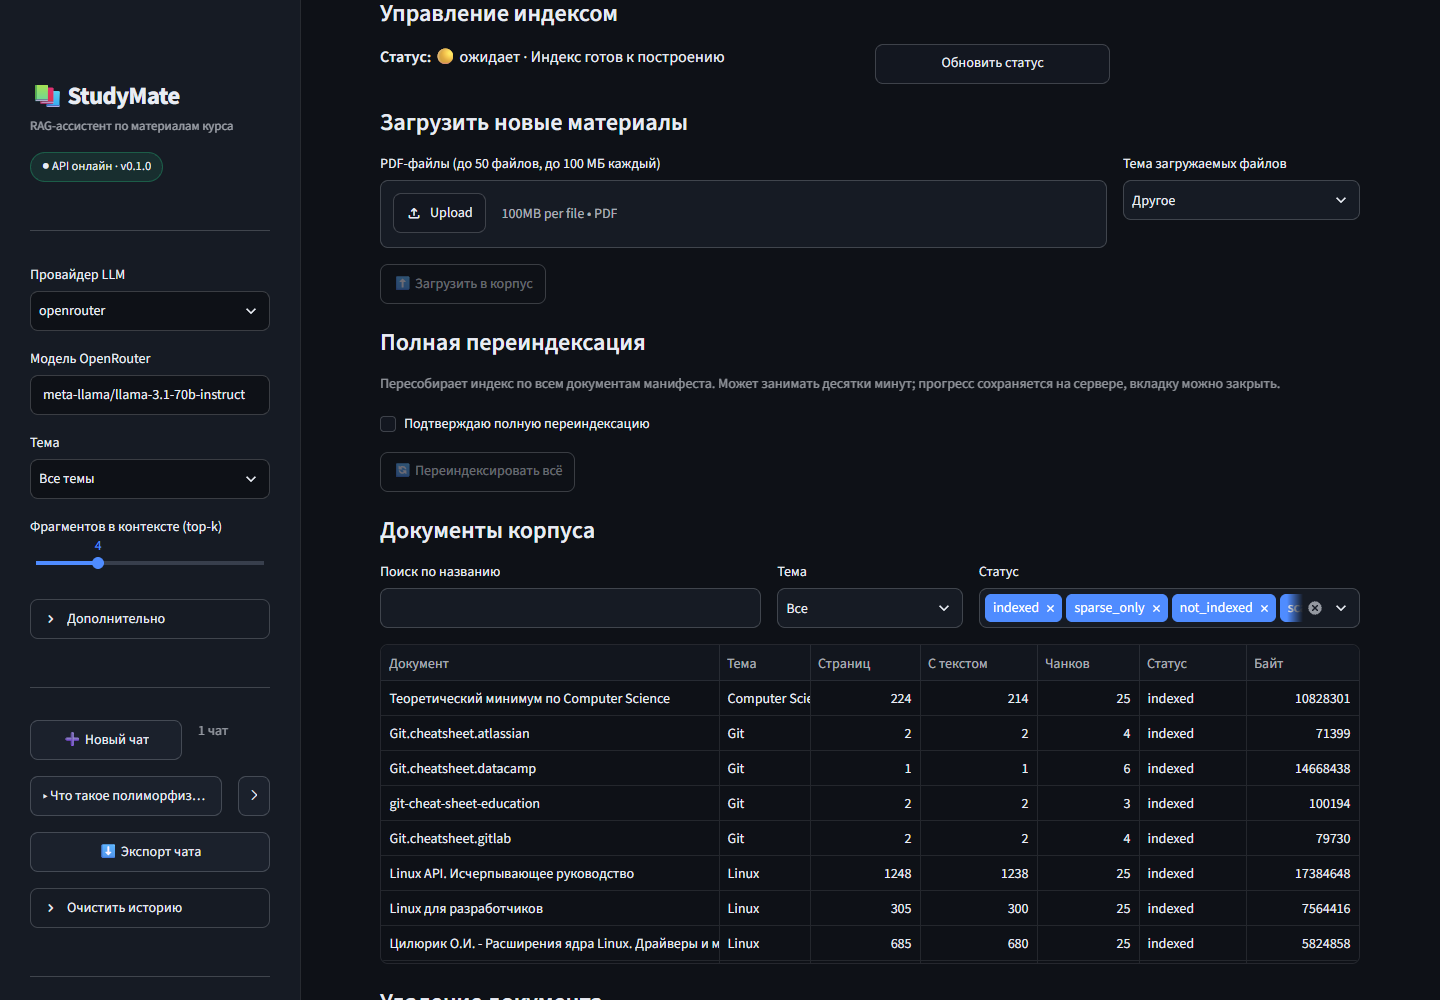 StudyMate
RAG-ассистент по материалам курса
API онлайн · v0.1.0
Провайдер LLM
openrouter
Модель OpenRouter
meta-llama/llama-3.1-70b-instruct
Тема
Все темы
Фрагментов в контексте (top-k)
4
Дополнительно
Новый чат
1 чат
Что такое полиморфиз...
Экспорт чата
Очистить историю
Управление индексом
Статус: ожидает · Индекс готов к построению
Обновить статус
Загрузить новые материалы
PDF-файлы (до 50 файлов, до 100 МБ каждый)
Тема загружаемых файлов
Upload 100MB per file • PDF
Другое
Загрузить в корпус
Полная переиндексация
Пересобирает индекс по всем документам манифеста. Может занимать десятки минут; прогресс сохраняется на сервере, вкладку можно закрыть.
Подтверждаю полную переиндексацию
Переиндексировать всё
Документы корпуса
Поиск по названию Тема Статус
Все indexed sparse_only not_indexed sc
Документ Тема Страниц С текстом Чанков Статус Байт
Теоретический минимум по Computer Science Computer Scie 224 214 25 indexed 10828301
Git.cheatsheet.atlassian Git 2 2 4 indexed 71399
Git.cheatsheet.datacamp Git 1 1 6 indexed 14668438
git-cheat-sheet-education Git 2 2 3 indexed 100194
Git.cheatsheet.gitlab Git 2 2 4 indexed 79730
Linux API. Исчерпывающее руководство Linux 1248 1238 25 indexed 17384648
Linux для разработчиков Linux 305 300 25 indexed 7564416
Цилюрик О.И. - Расширения ядра Linux. Драйверы и м Linux 685 680 25 indexed 5824858
Удаление документа